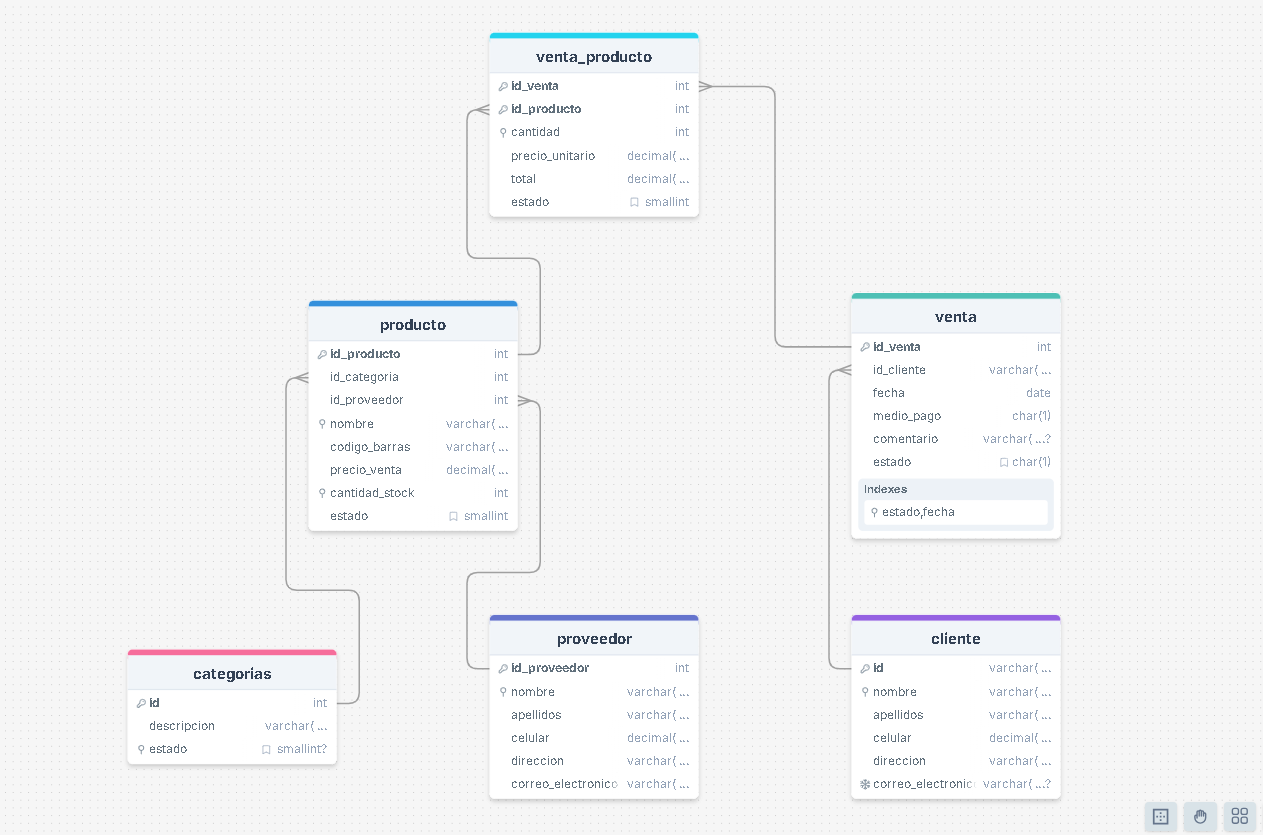 venta_producto
id_venta int
id_producto int
cantidad int
precio_unitario decimal( ...
total decimal( ...
estado smallint
producto
id_producto int
id_categoria int
id_proveedor int
nombre varchar( ...
codigo_barras varchar( ...
precio_venta decimal( ...
cantidad_stock int
estado smallint
venta
id_venta int
id_cliente varchar( ...
fecha date
medio_pago char(1)
comentario varchar( ...?
estado char(1)
Indexes
estado,fecha
categorias
id int
descripcion varchar( ...
estado smallint?
proveedor
id_proveedor int
nombre varchar( ...
apellidos varchar( ...
celular decimal( ...
direccion varchar( ...
correo_electronico varchar( ...
cliente
id varchar( ...
nombre varchar( ...
apellidos varchar( ...
celular decimal( ...
direccion varchar( ...
correo_electronic varchar( ...?